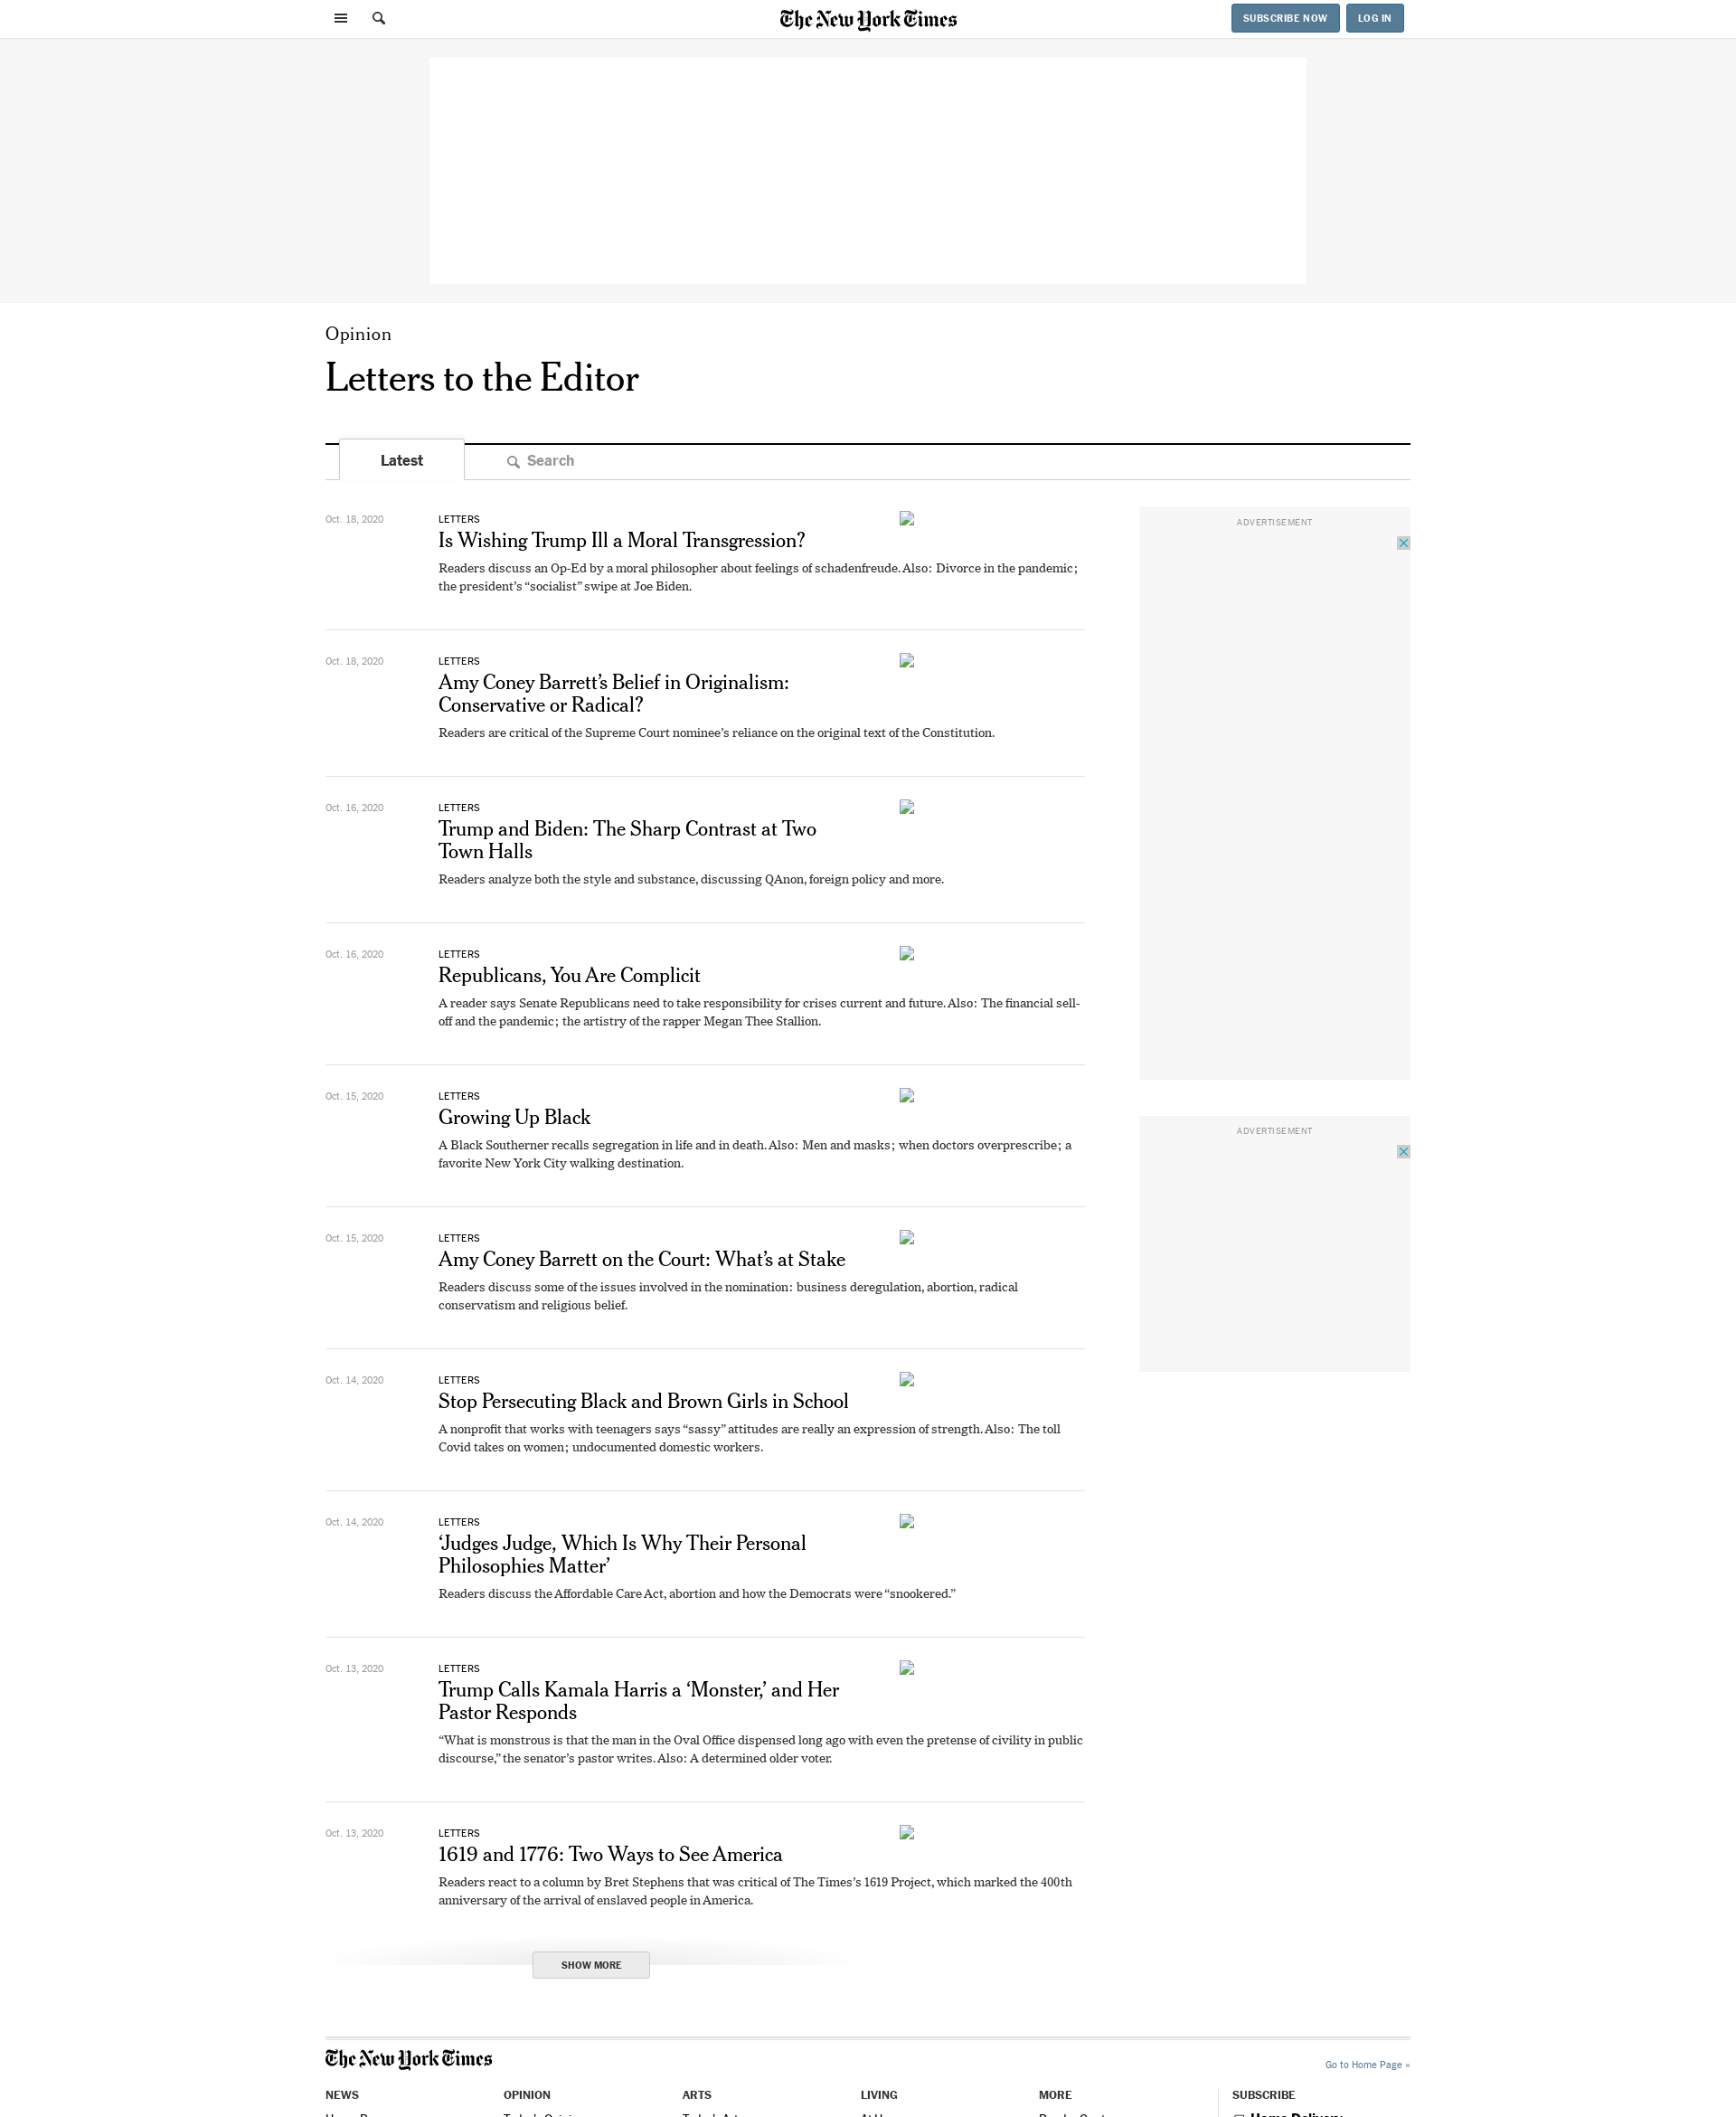 The New York Times
SUBSCRIBE NOW
LOG IN
Opinion
Letters to the Editor
Latest
Search
Oct. 18, 2020
LETTERS
Is Wishing Trump Ill a Moral Transgression?
Readers discuss an Op-Ed by a moral philosopher about feelings of schadenfreude. Also: Divorce in the pandemic;
the president’s “socialist” swipe at Joe Biden.
Oct. 18, 2020
LETTERS
Amy Coney Barrett’s Belief in Originalism:
Conservative or Radical?
Readers are critical of the Supreme Court nominee’s reliance on the original text of the Constitution.
Oct. 16, 2020
LETTERS
Trump and Biden: The Sharp Contrast at Two
Town Halls
Readers analyze both the style and substance, discussing QAnon, foreign policy and more.
Oct. 16, 2020
LETTERS
Republicans, You Are Complicit
A reader says Senate Republicans need to take responsibility for crises current and future. Also: The financial sell-
off and the pandemic; the artistry of the rapper Megan Thee Stallion.
Oct. 15, 2020
LETTERS
Growing Up Black
A Black Southerner recalls segregation in life and in death. Also: Men and masks; when doctors overprescribe; a
favorite New York City walking destination.
Oct. 15, 2020
LETTERS
Amy Coney Barrett on the Court: What’s at Stake
Readers discuss some of the issues involved in the nomination: business deregulation, abortion, radical
conservatism and religious belief.
Oct. 14, 2020
LETTERS
Stop Persecuting Black and Brown Girls in School
A nonprofit that works with teenagers says “sassy” attitudes are really an expression of strength. Also: The toll
Covid takes on women; undocumented domestic workers.
Oct. 14, 2020
LETTERS
‘Judges Judge, Which Is Why Their Personal
Philosophies Matter’
Readers discuss the Affordable Care Act, abortion and how the Democrats were “snookered.”
Oct. 13, 2020
LETTERS
Trump Calls Kamala Harris a ‘Monster,’ and Her
Pastor Responds
“What is monstrous is that the man in the Oval Office dispensed long ago with even the pretense of civility in public
discourse,” the senator’s pastor writes. Also: A determined older voter.
Oct. 13, 2020
LETTERS
1619 and 1776: Two Ways to See America
Readers react to a column by Bret Stephens that was critical of The Times’s 1619 Project, which marked the 400th
anniversary of the arrival of enslaved people in America.
SHOW MORE
ADVERTISEMENT
ADVERTISEMENT
The New York Times
Go to Home Page »
NEWS
OPINION
ARTS
LIVING
MORE
SUBSCRIBE
Home Delivery